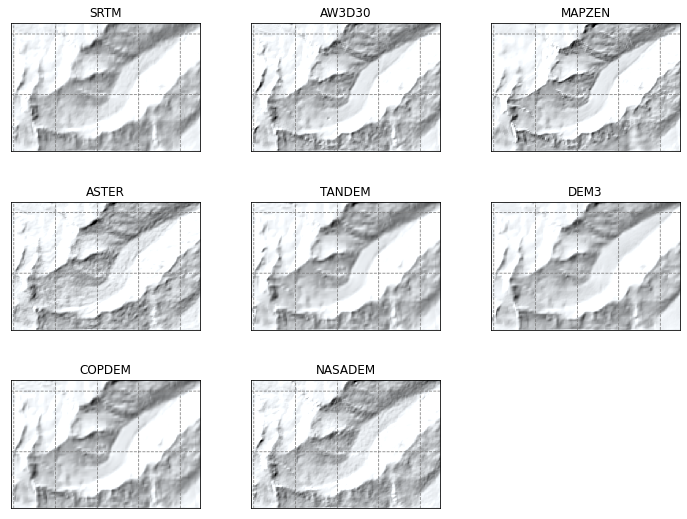 SRTM
AW3D30
MAPZEN
ASTER
TANDEM
DEM3
COPDEM
NASADEM